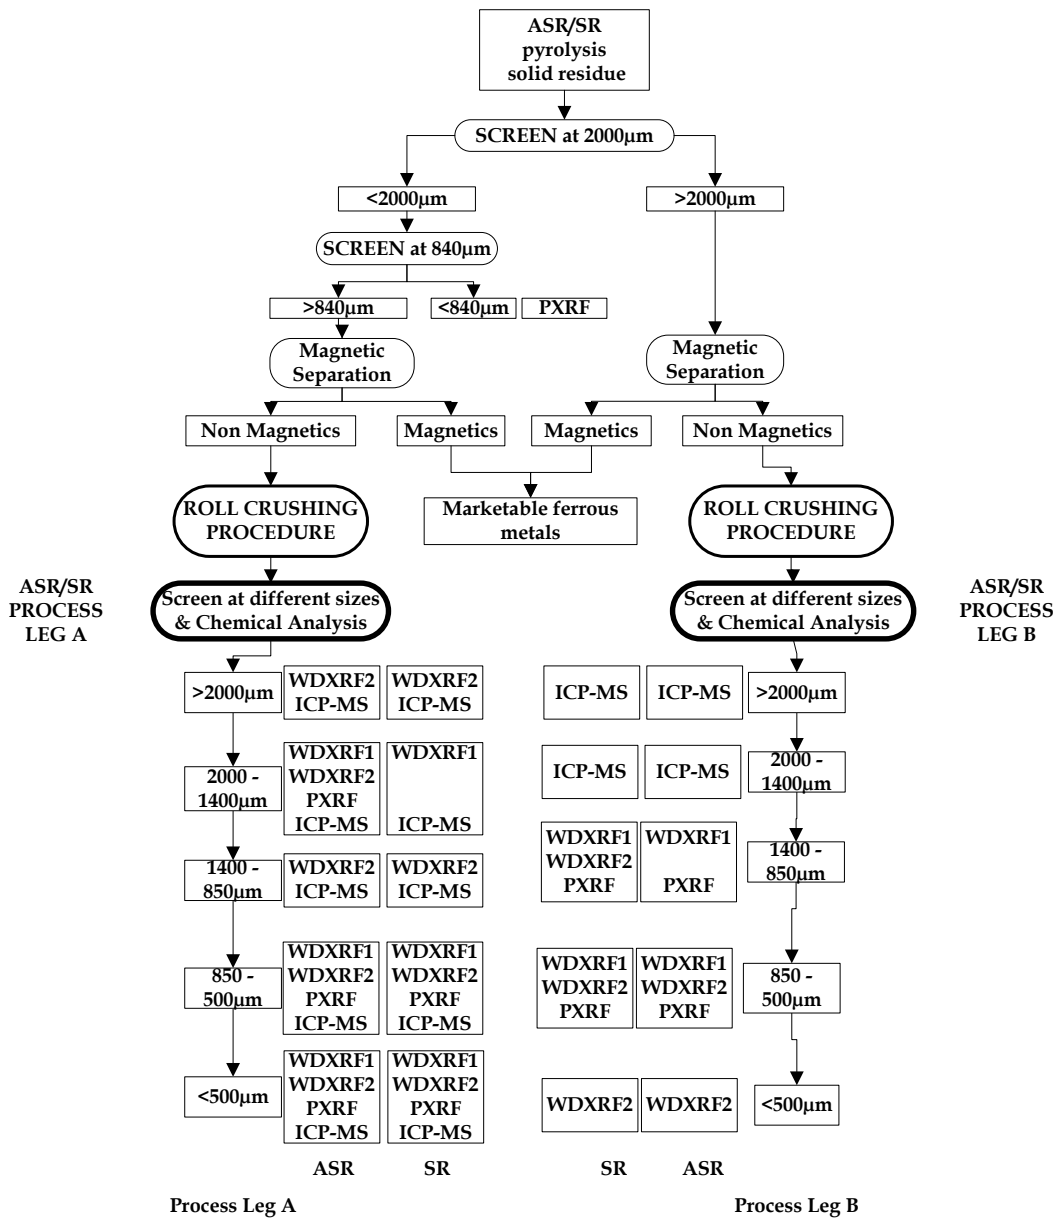 ASR/SR
pyrolysis
solid residue
SCREEN at 2000µm
<2000µm
>2000µm
SCREEN at 840µm
>840µm
<840µm
PXRF
Magnetic
Separation
Magnetic
Separation
Non Magnetics
Magnetics
Magnetics
Non Magnetics
ROLL CRUSHING
PROCEDURE
Marketable ferrous
metals
ROLL CRUSHING
PROCEDURE
ASR/SR
PROCESS
LEG A
Screen at different sizes
& Chemical Analysis
Screen at different sizes
& Chemical Analysis
ASR/SR
PROCESS
LEG B
>2000µm
WDXRF2
ICP-MS
WDXRF2
ICP-MS
ICP-MS
ICP-MS
>2000µm
2000 -
1400µm
WDXRF1
WDXRF2
PXRF
ICP-MS
WDXRF1
ICP-MS
ICP-MS
ICP-MS
2000 -
1400µm
1400 -
850µm
WDXRF2
ICP-MS
WDXRF2
ICP-MS
WDXRF1
WDXRF2
PXRF
WDXRF1
PXRF
1400 -
850µm
850 -
500µm
WDXRF1
WDXRF2
PXRF
ICP-MS
WDXRF1
WDXRF2
PXRF
ICP-MS
WDXRF1
WDXRF2
PXRF
WDXRF1
WDXRF2
PXRF
850 -
500µm
<500µm
WDXRF1
WDXRF2
PXRF
ICP-MS
WDXRF1
WDXRF2
PXRF
ICP-MS
WDXRF2
WDXRF2
<500µm
ASR
SR
SR
ASR
Process Leg A
Process Leg B